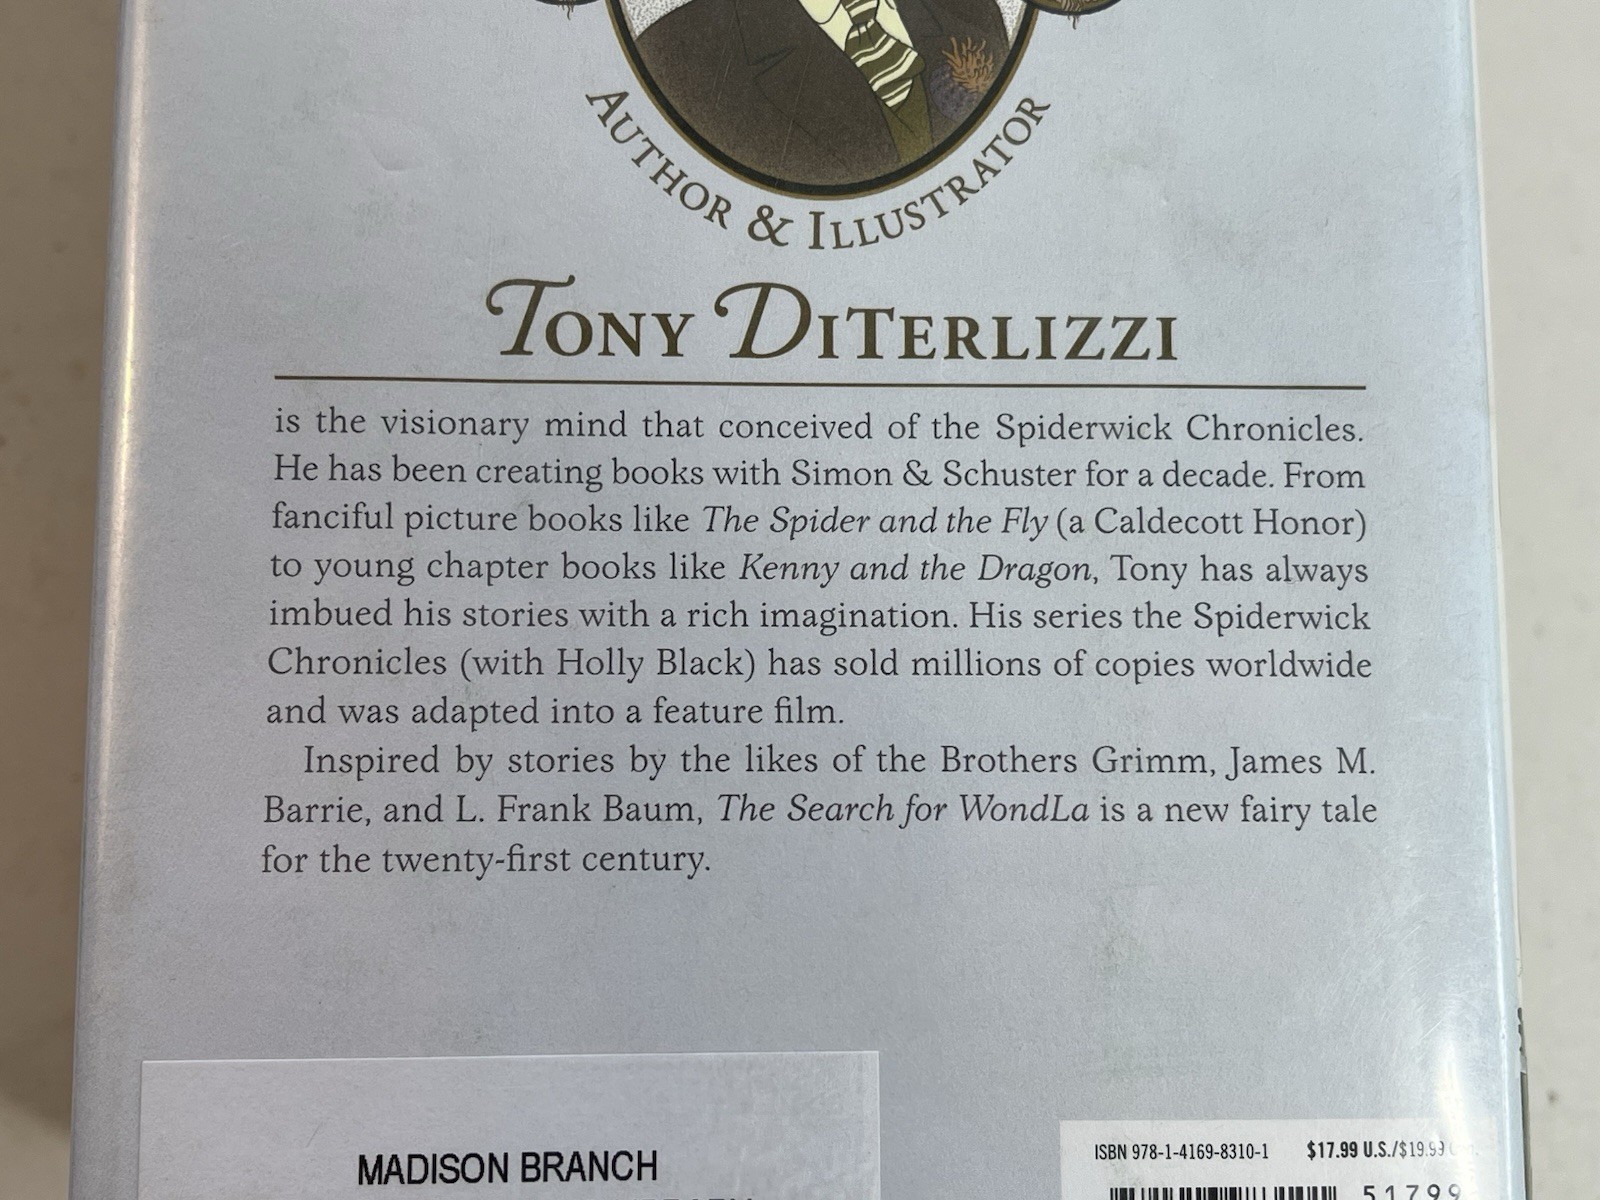 AUTHOR & ILLUSTRATOR
TONY DITERLIZZI
is the visionary mind that conceived of the Spiderwick Chronicles.
He has been creating books with Simon & Schuster for a decade. From
fanciful picture books like The Spider and the Fly (a Caldecott Honor)
to young chapter books like Kenny and the Dragon, Tony has always
imbued his stories with a rich imagination. His series the Spiderwick
Chronicles (with Holly Black) has sold millions of copies worldwide
and was adapted into a feature film.
Inspired by stories by the likes of the Brothers Grimm, James M.
Barrie, and L. Frank Baum, The Search for WondLa is a new fairy tale
for the twenty-first century.
MADISON BRANCH
ISBN 978-1-4169-8310-1 $17.99 U.S./$19.99
51799